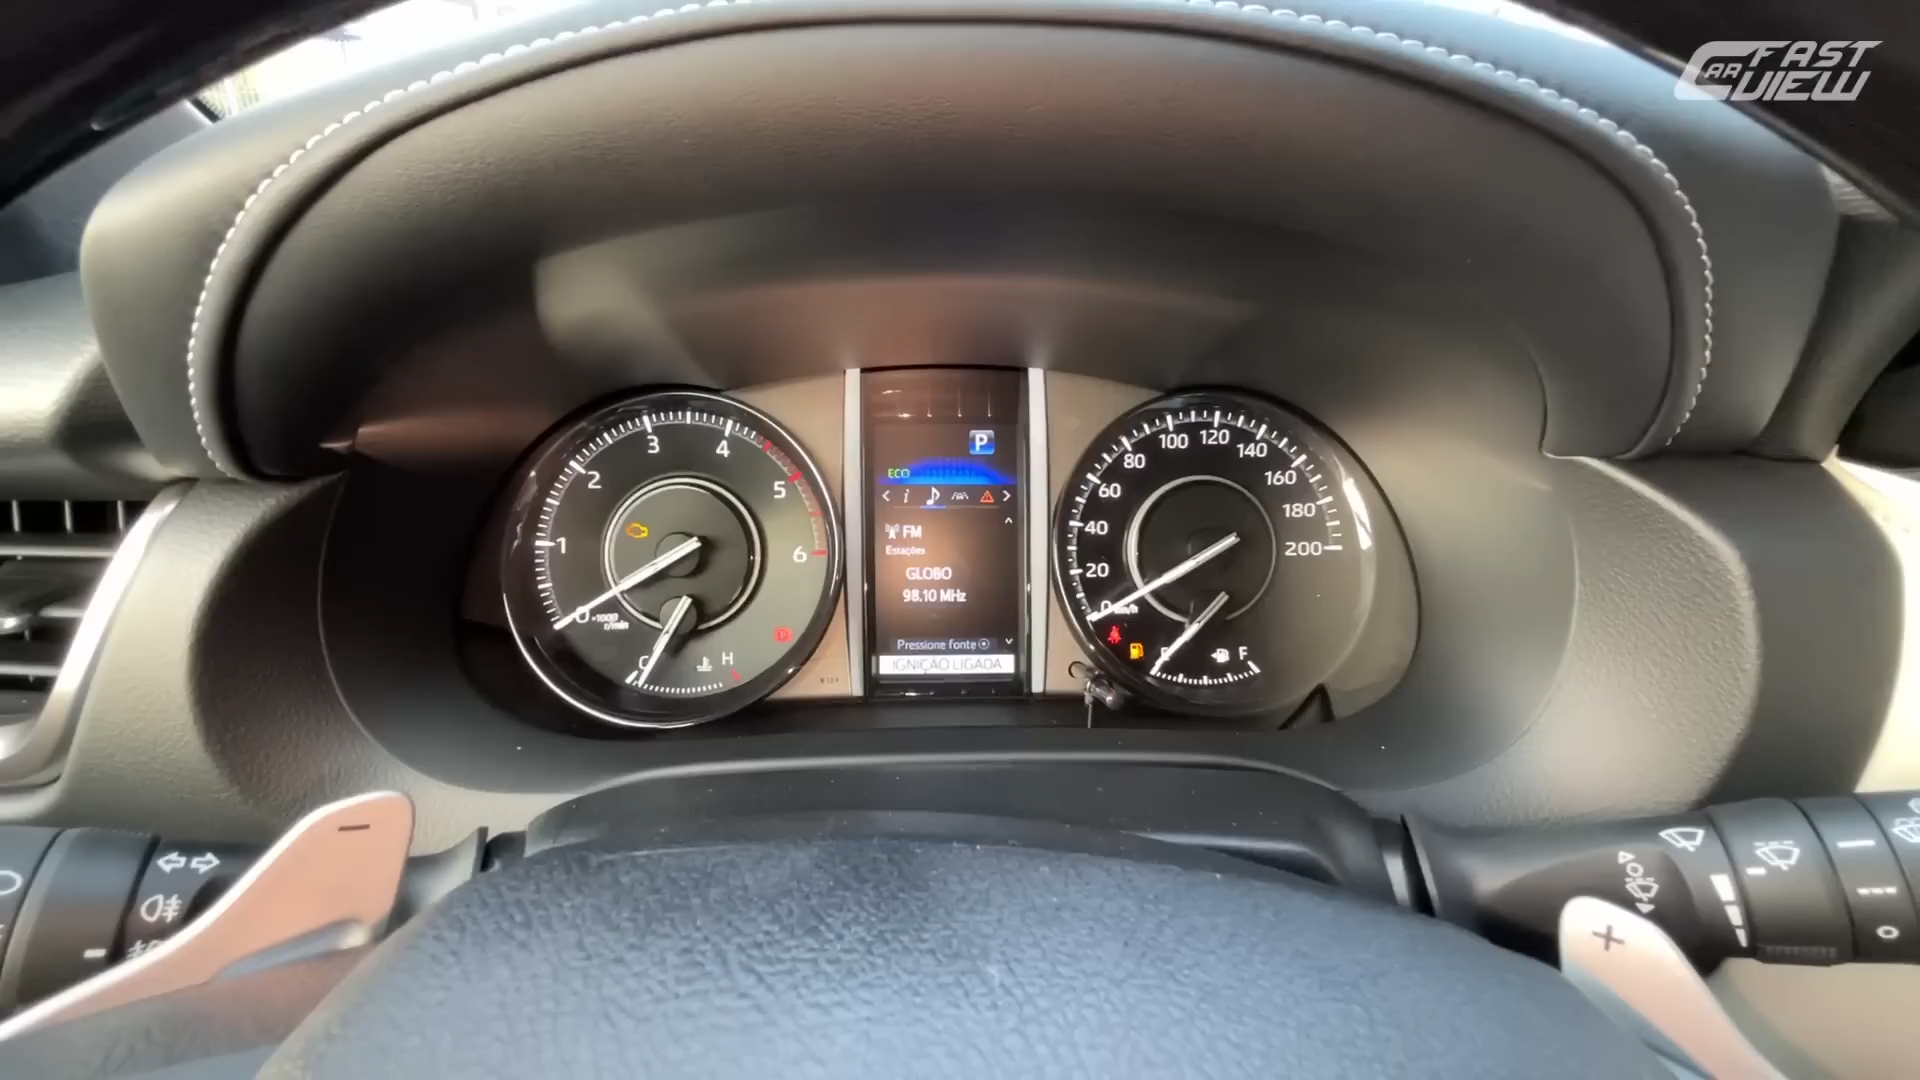 FAST
CAR VIEW
3
4
2
5
1
6
0
×1000
r/min
C
H
P
ECO
i
FM
Estações
GLOBO
98.10 MHz
Pressione fonte
IGNIÇÃO LIGADA
100
120
80
140
60
160
40
180
20
200
0
km/h
E
F
−
+